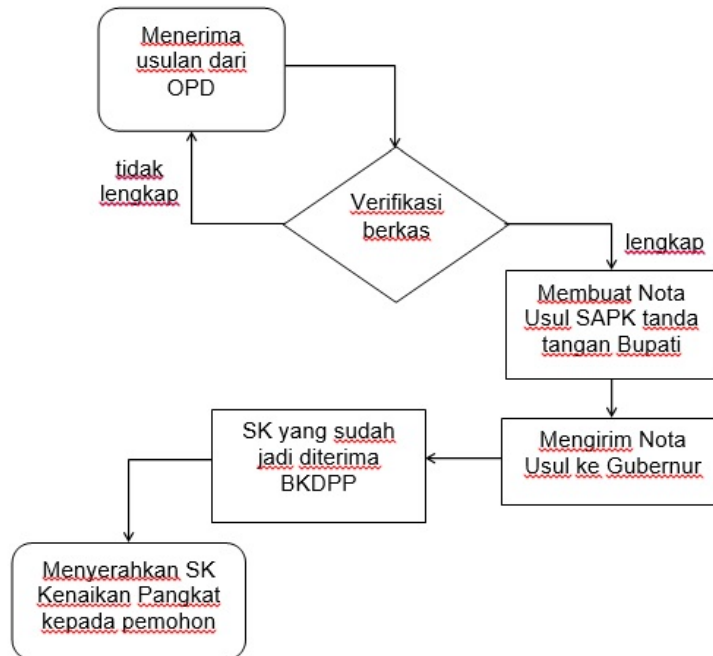 Menerima
usulan dari
OPD
tidak
lengkap
Verifikasi
berkas
lengkap
Membuat Nota
Usul SAPK tanda
tangan Bupati
Mengirim Nota
Usul ke Gubernur
SK yang sudah
jadi diterima
BKDPP
Menyerahkan SK
Kenaikan Pangkat
kepada pemohon